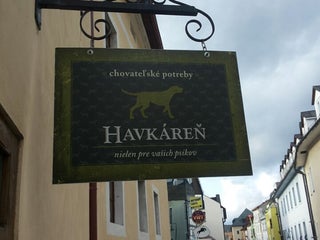 chovateľské potreby
HAVKÁREŇ
nielen pre vašich psíkov